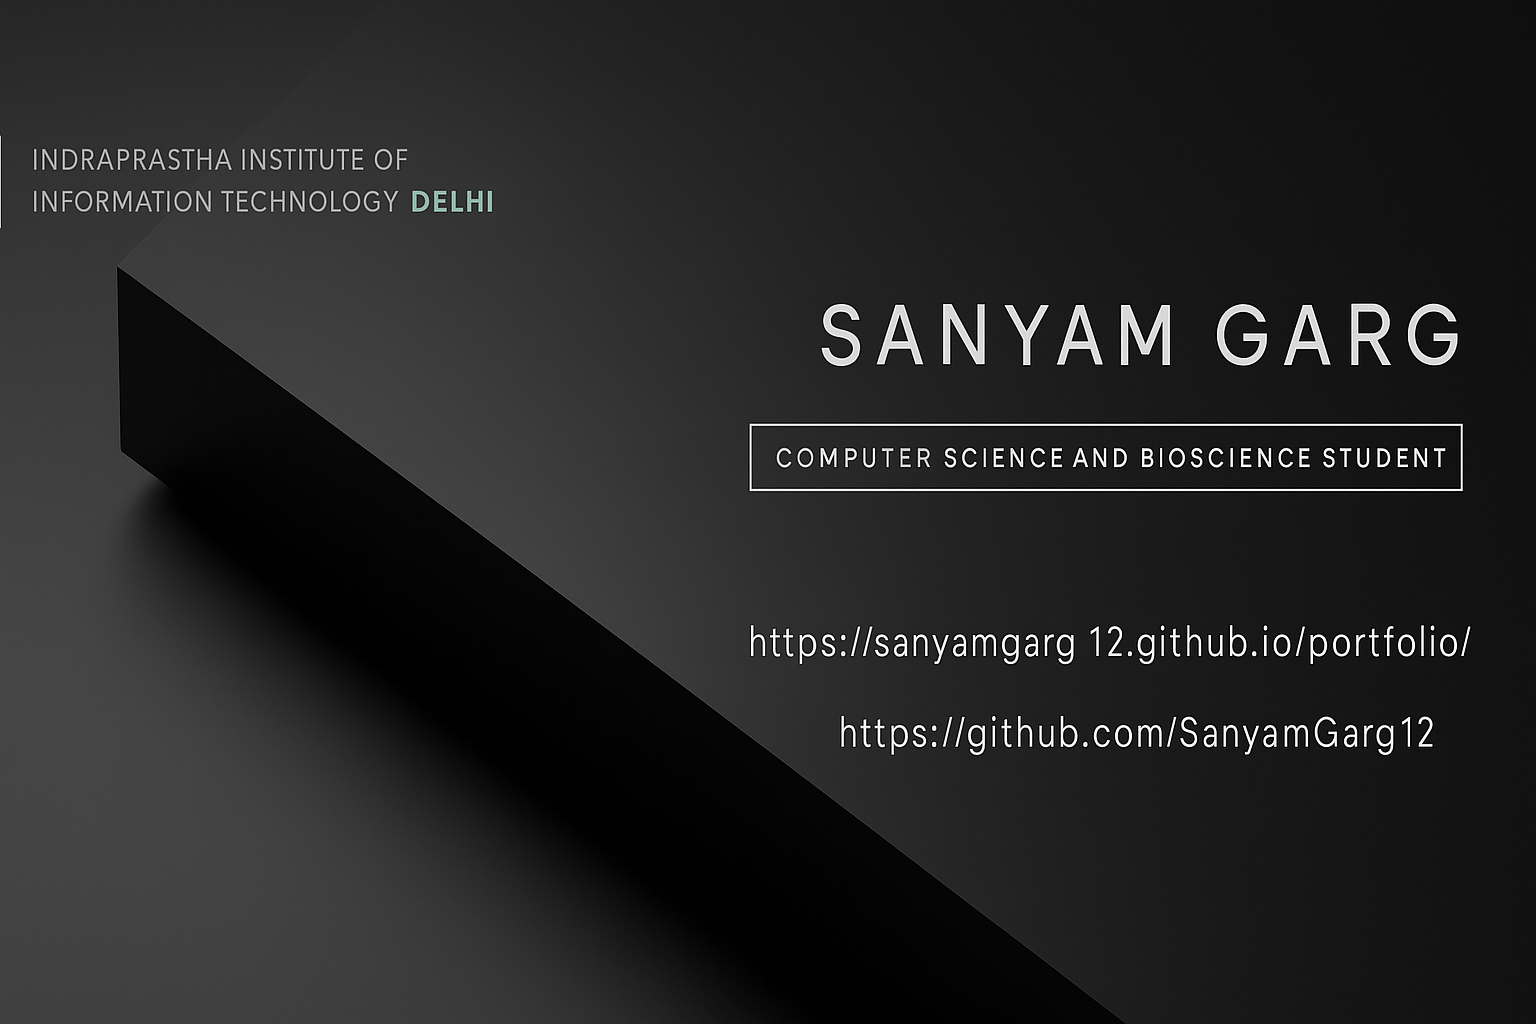 INDRAPRASTHA INSTITUTE OF
INFORMATION TECHNOLOGY DELHI
SANYAM GARG
COMPUTER SCIENCE AND BIOSCIENCE STUDENT
https://sanyamgarg 12.github.io/portfolio/
https://github.com/SanyamGarg12